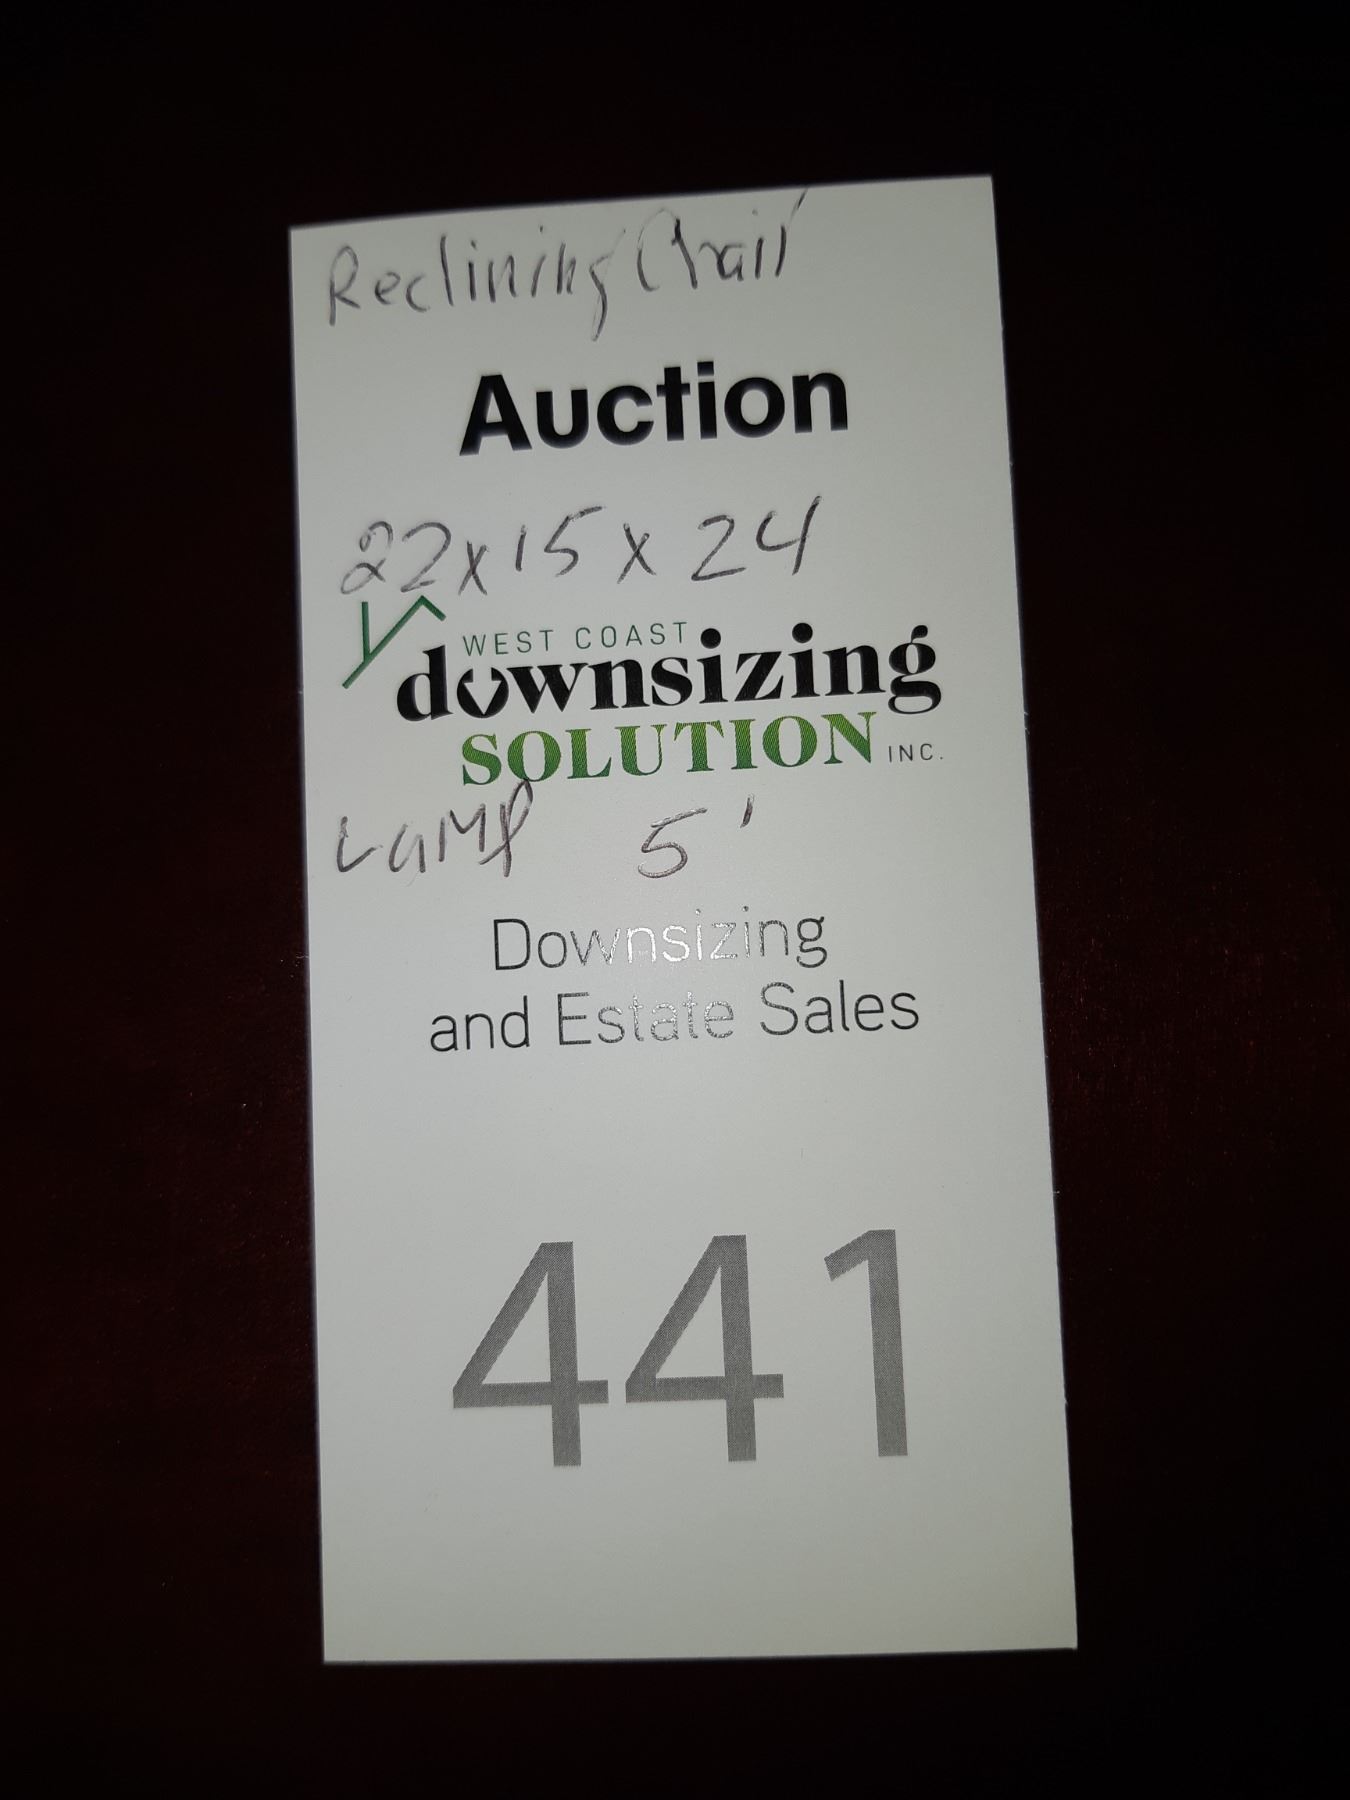 Reclining Chair
Auction
22x15x24
WEST COAST
downsizing
SOLUTION INC.
Lamp 5'
Downsizing
and Estate Sales
441